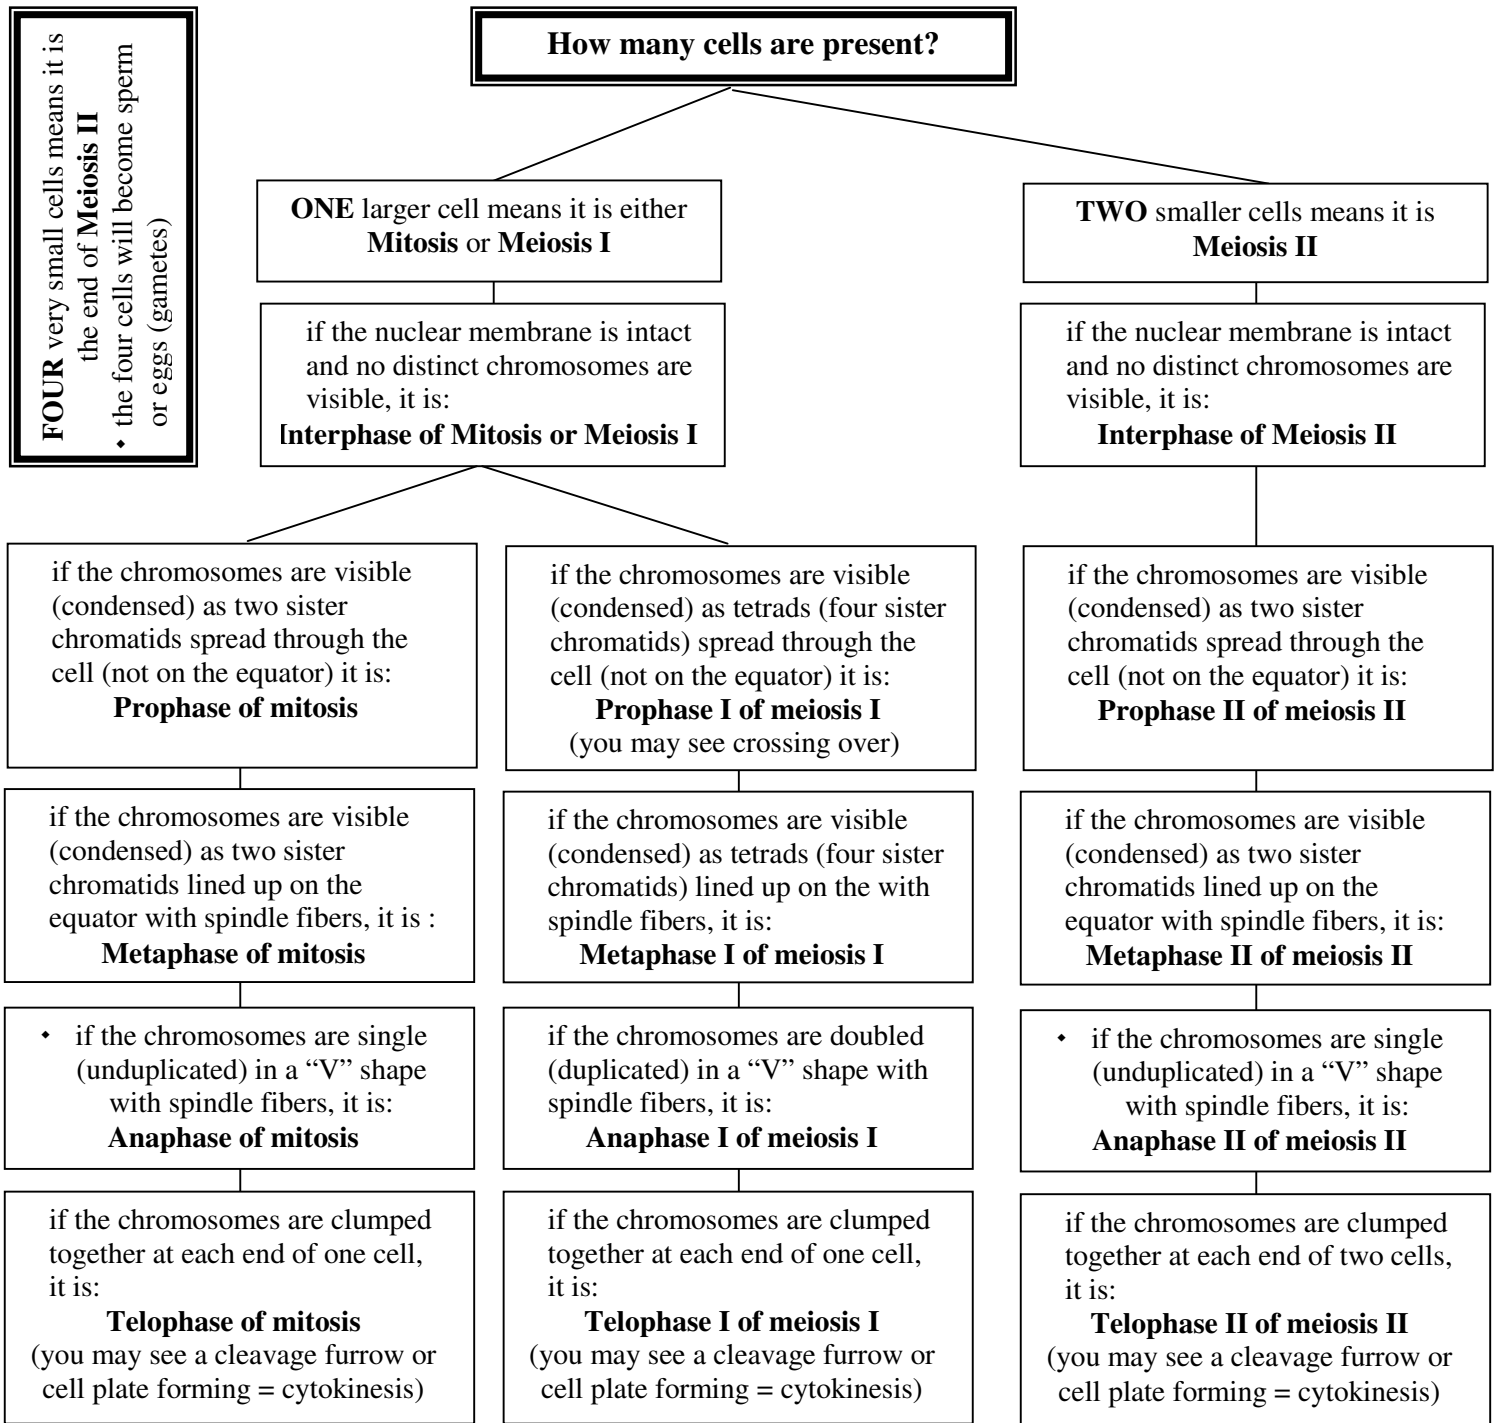 FOUR very small cells means it is
the end of Meiosis II
• the four cells will become sperm
or eggs (gametes)
How many cells are present?
ONE larger cell means it is either
Mitosis or Meiosis I
TWO smaller cells means it is
Meiosis II
if the nuclear membrane is intact
and no distinct chromosomes are
visible, it is:
Interphase of Mitosis or Meiosis I
if the nuclear membrane is intact
and no distinct chromosomes are
visible, it is:
Interphase of Meiosis II
if the chromosomes are visible
(condensed) as two sister
chromatids spread through the
cell (not on the equator) it is:
Prophase of mitosis
if the chromosomes are visible
(condensed) as tetrads (four sister
chromatids) spread through the
cell (not on the equator) it is:
Prophase I of meiosis I
(you may see crossing over)
if the chromosomes are visible
(condensed) as two sister
chromatids spread through the
cell (not on the equator) it is:
Prophase II of meiosis II
if the chromosomes are visible
(condensed) as two sister
chromatids lined up on the
equator with spindle fibers, it is :
Metaphase of mitosis
if the chromosomes are visible
(condensed) as tetrads (four sister
chromatids) lined up on the with
spindle fibers, it is:
Metaphase I of meiosis I
if the chromosomes are visible
(condensed) as two sister
chromatids lined up on the
equator with spindle fibers, it is:
Metaphase II of meiosis II
• if the chromosomes are single
(unduplicated) in a “V” shape
with spindle fibers, it is:
Anaphase of mitosis
if the chromosomes are doubled
(duplicated) in a “V” shape with
spindle fibers, it is:
Anaphase I of meiosis I
• if the chromosomes are single
(unduplicated) in a “V” shape
with spindle fibers, it is:
Anaphase II of meiosis II
if the chromosomes are clumped
together at each end of one cell,
it is:
Telophase of mitosis
(you may see a cleavage furrow or
cell plate forming = cytokinesis)
if the chromosomes are clumped
together at each end of one cell,
it is:
Telophase I of meiosis I
(you may see a cleavage furrow or
cell plate forming = cytokinesis)
if the chromosomes are clumped
together at each end of two cells,
it is:
Telophase II of meiosis II
(you may see a cleavage furrow or
cell plate forming = cytokinesis)